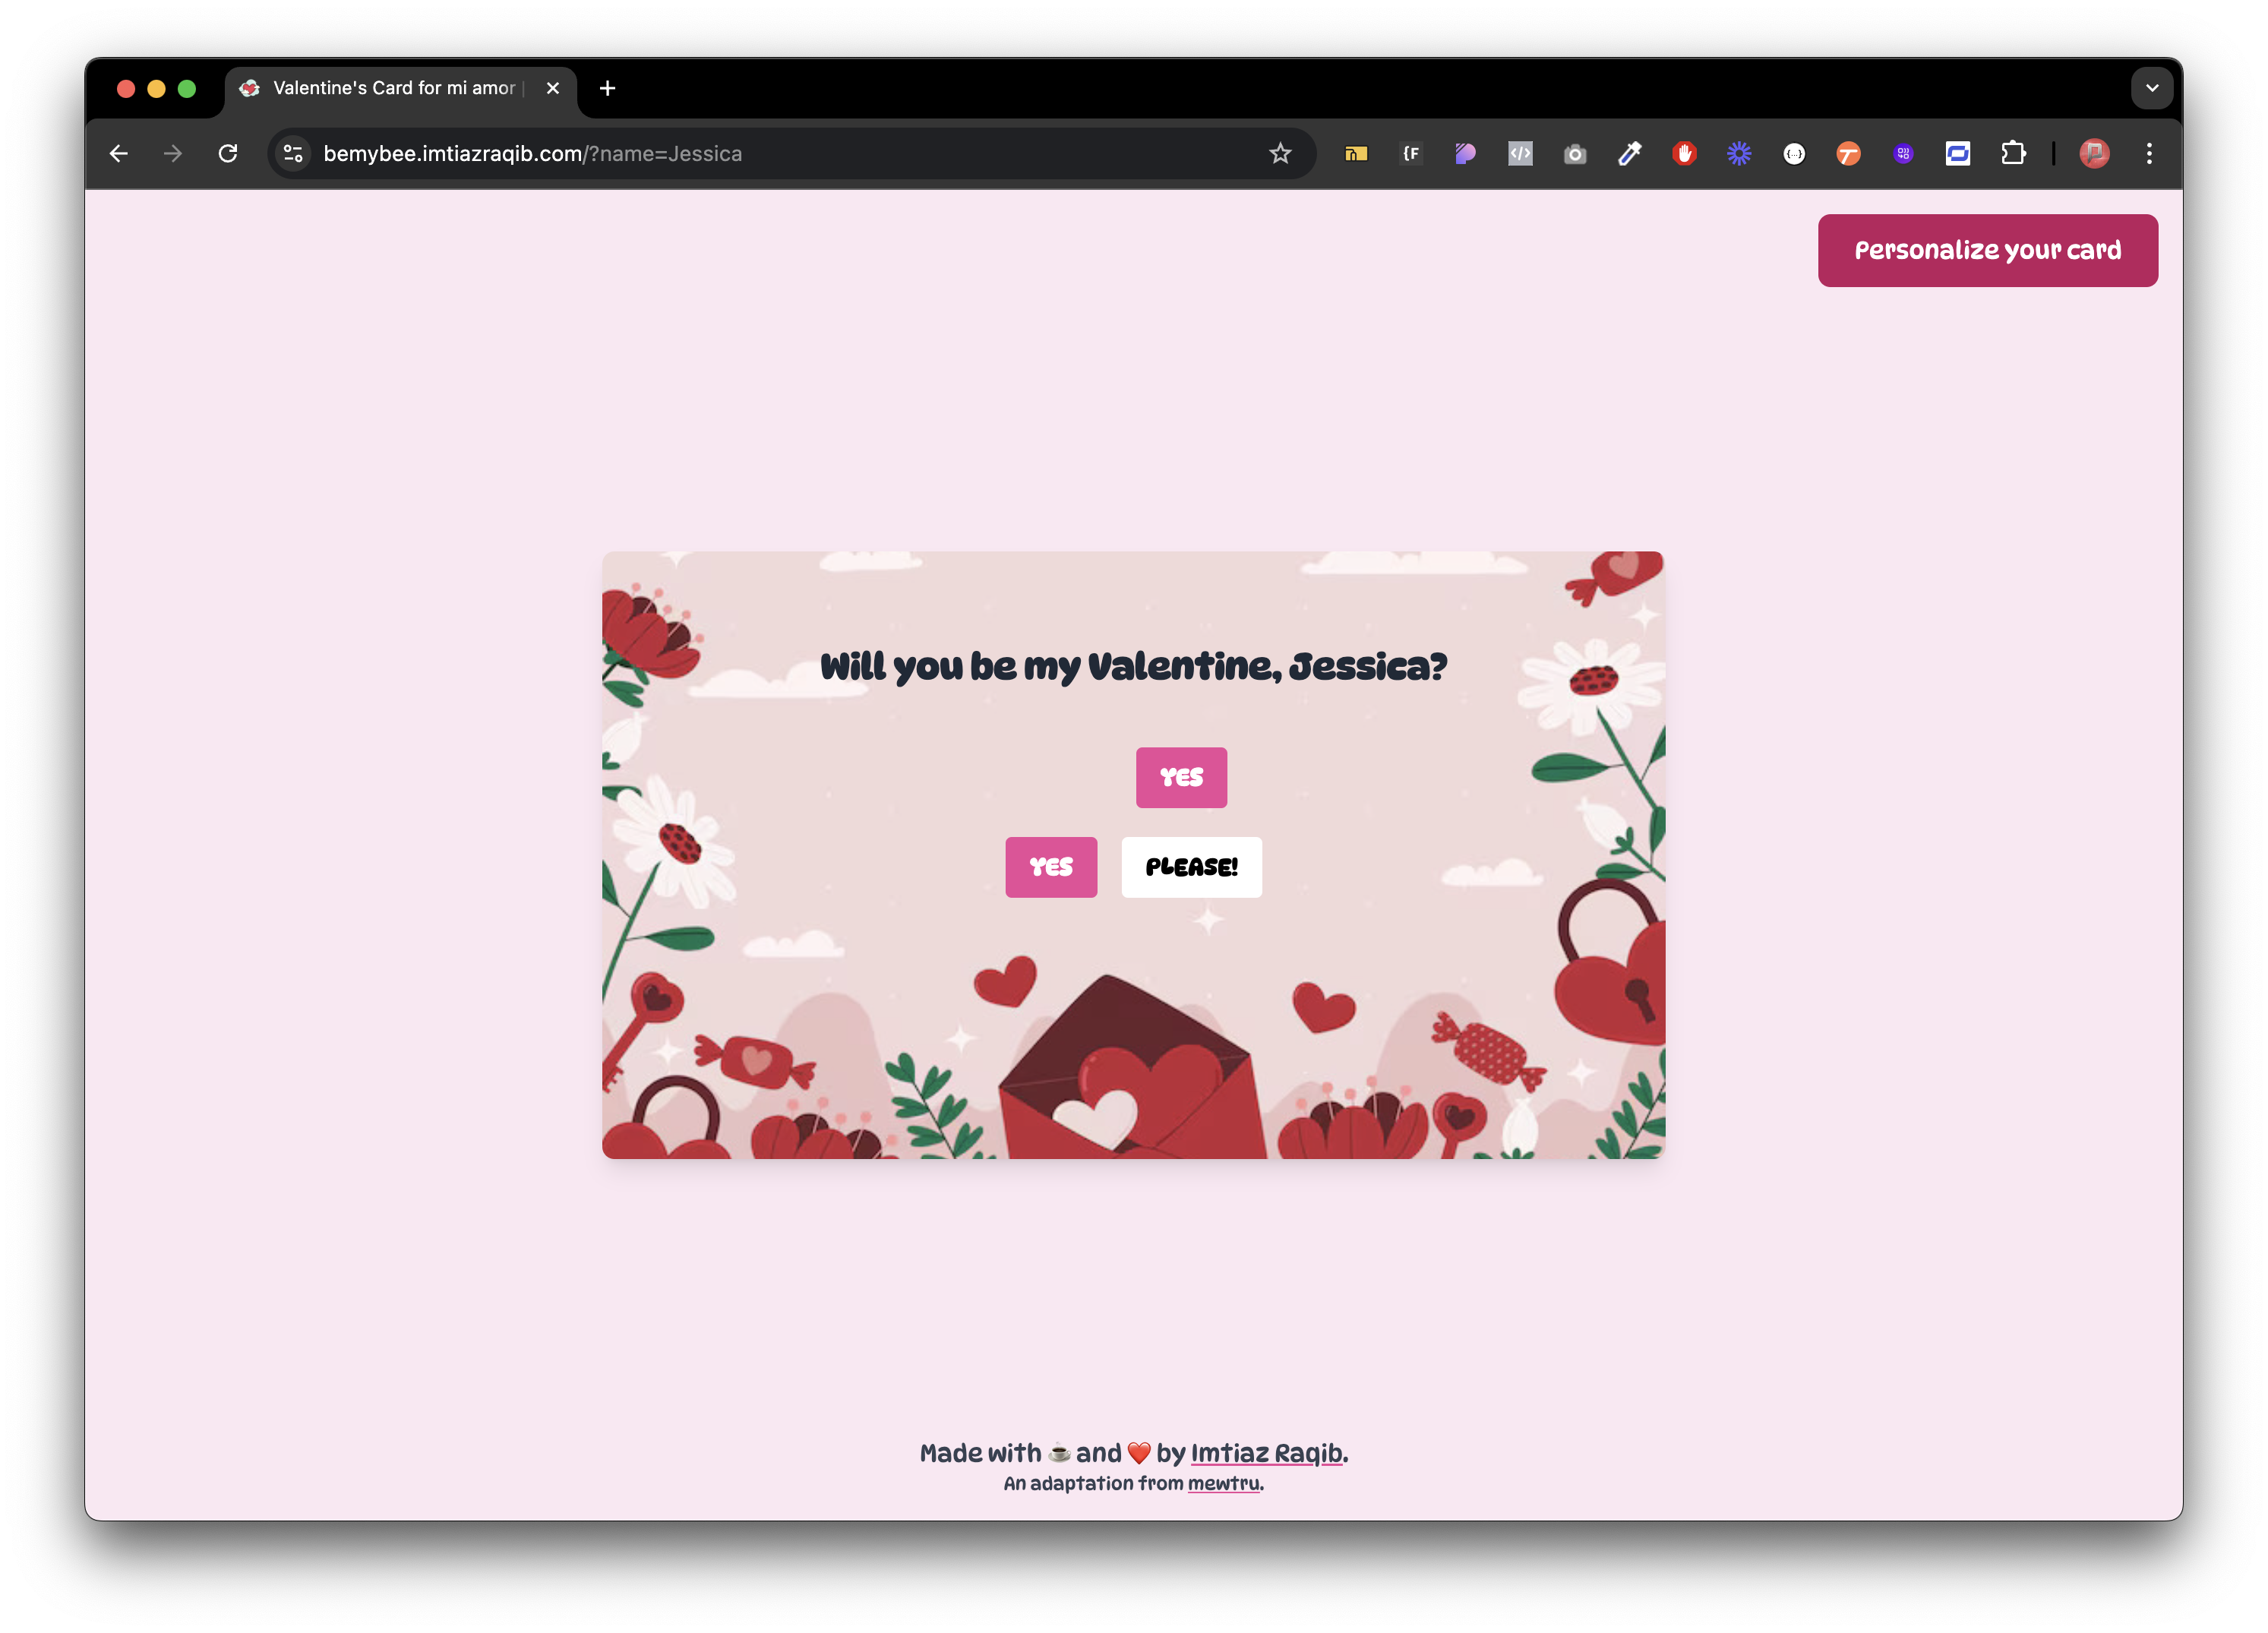 Valentine's Card for mi amor |
bemybee.imtiazraqib.com/?name=Jessica
Personalize your card
Will you be my Valentine, Jessica?
YES
YES PLEASE!
Made with ☕ and ❤️ by Imtiaz Raqib.
An adaptation from mewtru.